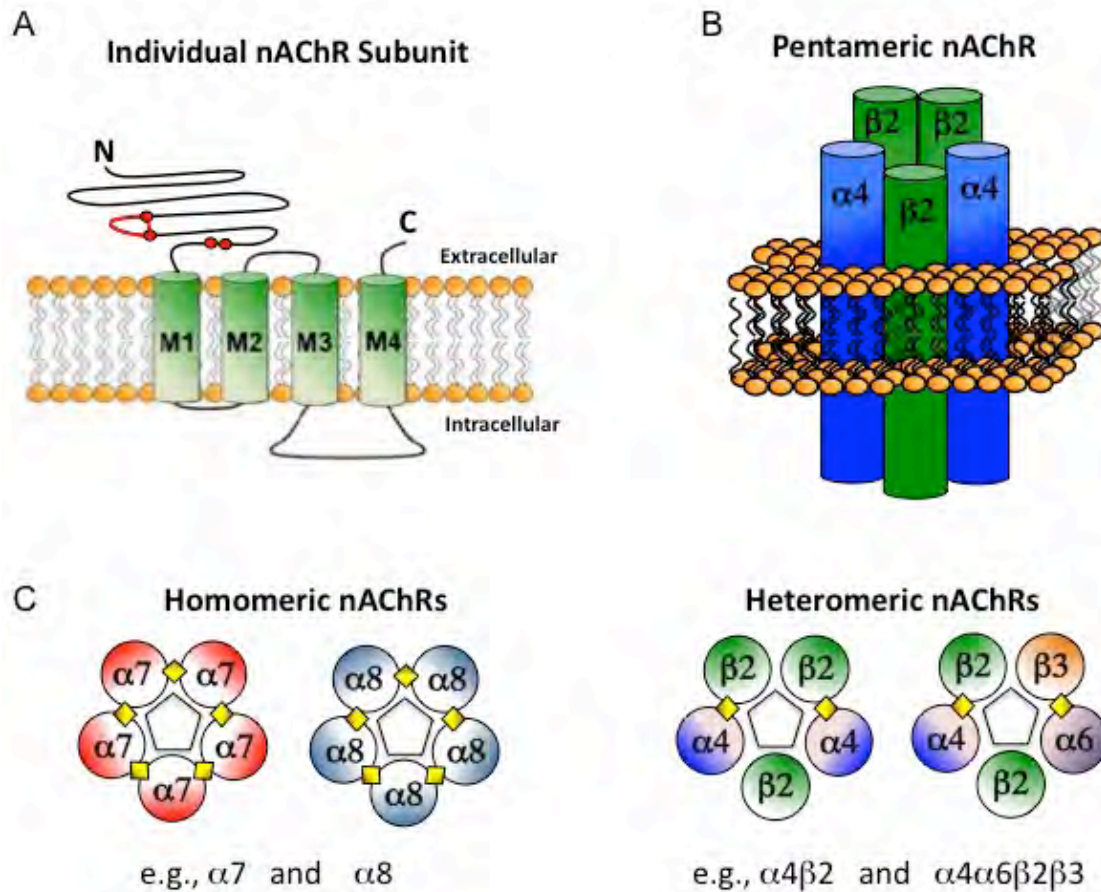 A
Individual nAChR Subunit
N
C
Extracellular
M1 M2 M3 M4
Intracellular
B
Pentameric nAChR
β2 β2
α4 β2 α4
C
Homomeric nAChRs
α7 α7
α7 α7
α7
α8 α8
α8 α8
α8
e.g., α7 and α8
Heteromeric nAChRs
β2 β2
α4 α4
β2
β2 β3
α4 α6
β2
e.g., α4β2 and α4α6β2β3